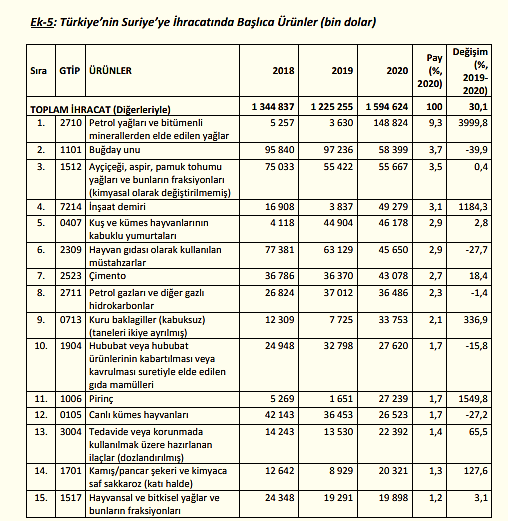 Ek-5: Türkiye'nin Suriye'ye İhracatında Başlıca Ürünler (bin dolar)
Sıra GTİP ÜRÜNLER 2018 2019 2020 Pay (%, 2020) Değişim (%, 2019-2020)
TOPLAM İHRACAT (Diğerleriyle) 1 344 837 1 225 255 1 594 624 100 30,1
1. 2710 Petrol yağları ve bitümenli 5 257 3 630 148 824 9,3 3999,8
minerallerden elde edilen yağlar
2. 1101 Buğday unu 95 840 97 236 58 399 3,7 -39,9
3. 1512 Ayçiçeği, aspir, pamuk tohumu 75 033 55 422 55 667 3,5 0,4
yağları ve bunların fraksiyonları
(kimyasal olarak değiştirilmemiş)
4. 7214 İnşaat demiri 16 908 3 837 49 279 3,1 1184,3
5. 0407 Kuş ve kümes hayvanlarının 4 118 44 904 46 178 2,9 2,8
kabuklu yumurtaları
6. 2309 Hayvan gıdası olarak kullanılan 77 381 63 129 45 650 2,9 -27,7
müstahzarlar
7. 2523 Çimento 36 786 36 370 43 078 2,7 18,4
8. 2711 Petrol gazları ve diğer gazlı 26 824 37 012 36 486 2,3 -1,4
hidrokarbonlar
9. 0713 Kuru baklagiller (kabuksuz) 12 309 7 725 33 753 2,1 336,9
(taneleri ikiye ayrılmış)
10. 1904 Hububat veya hububat 24 948 32 798 27 620 1,7 -15,8
ürünlerinin kabartılması veya
kavrulması suretiyle elde edilen
gıda mamülleri
11. 1006 Pirinç 5 269 1 651 27 239 1,7 1549,8
12. 0105 Canlı kümes hayvanları 42 143 36 453 26 523 1,7 -27,2
13. 3004 Tedavide veya korunmada 14 243 13 530 22 392 1,4 65,5
kullanılmak üzere hazırlanan
ilaçlar (dozlandırılmış)
14. 1701 Kamış/pancar şekeri ve kimyaca 12 642 8 929 20 321 1,3 127,6
saf sakkaroz (katı halde)
15. 1517 Hayvansal ve bitkisel yağlar ve 24 348 19 291 19 898 1,2 3,1
bunların fraksiyonları